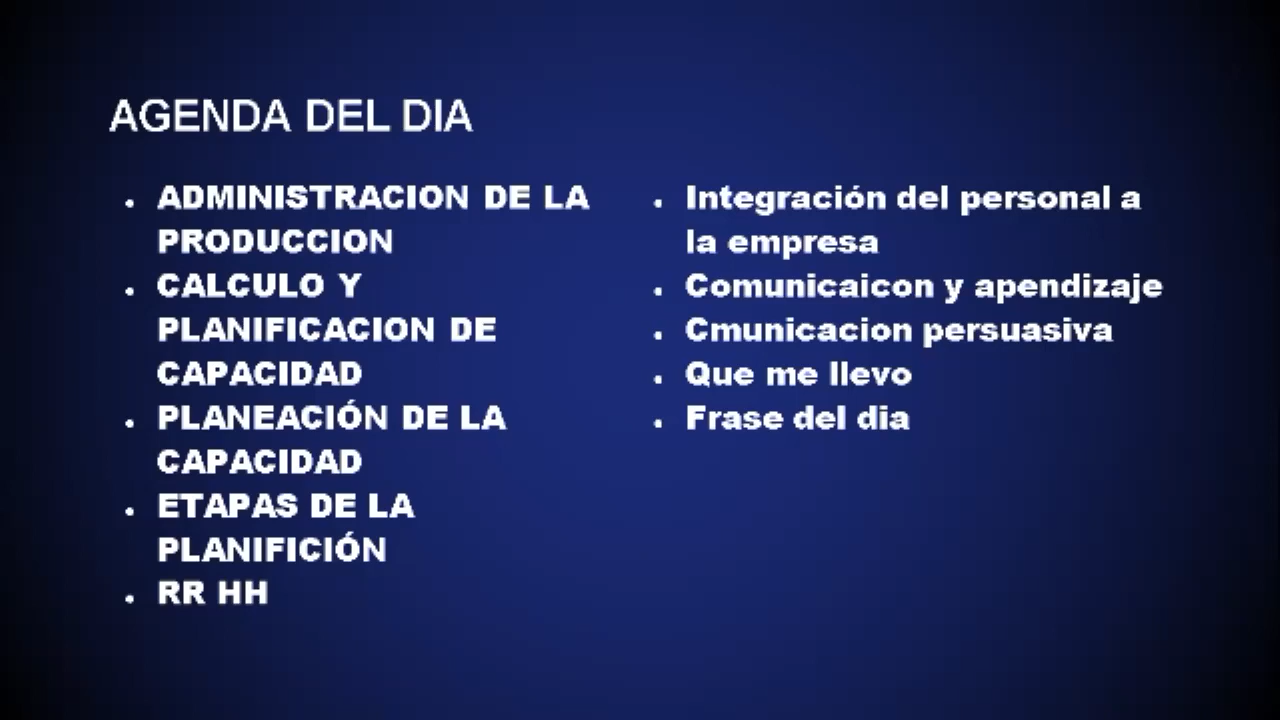 AGENDA DEL DIA
• ADMINISTRACION DE LA
PRODUCCION
• CALCULO Y
PLANIFICACION DE
CAPACIDAD
• PLANEACIÓN DE LA
CAPACIDAD
• ETAPAS DE LA
PLANIFICIÓN
• RR HH
• Integración del personal a
la empresa
• Comunicaicon y apendizaje
• Cmunicacion persuasiva
• Que me llevo
• Frase del dia